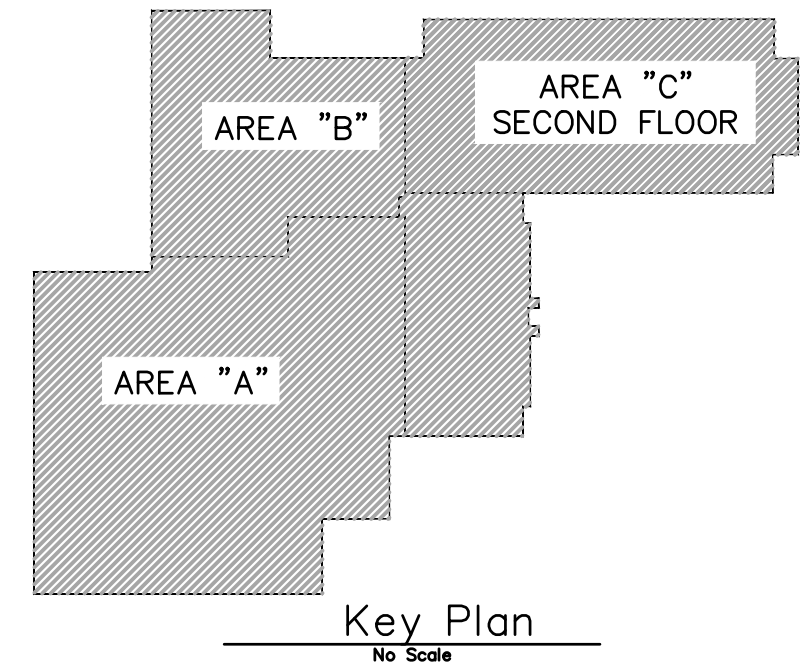 AREA "C"
SECOND FLOOR
AREA "B"
AREA "A"
Key Plan
No Scale